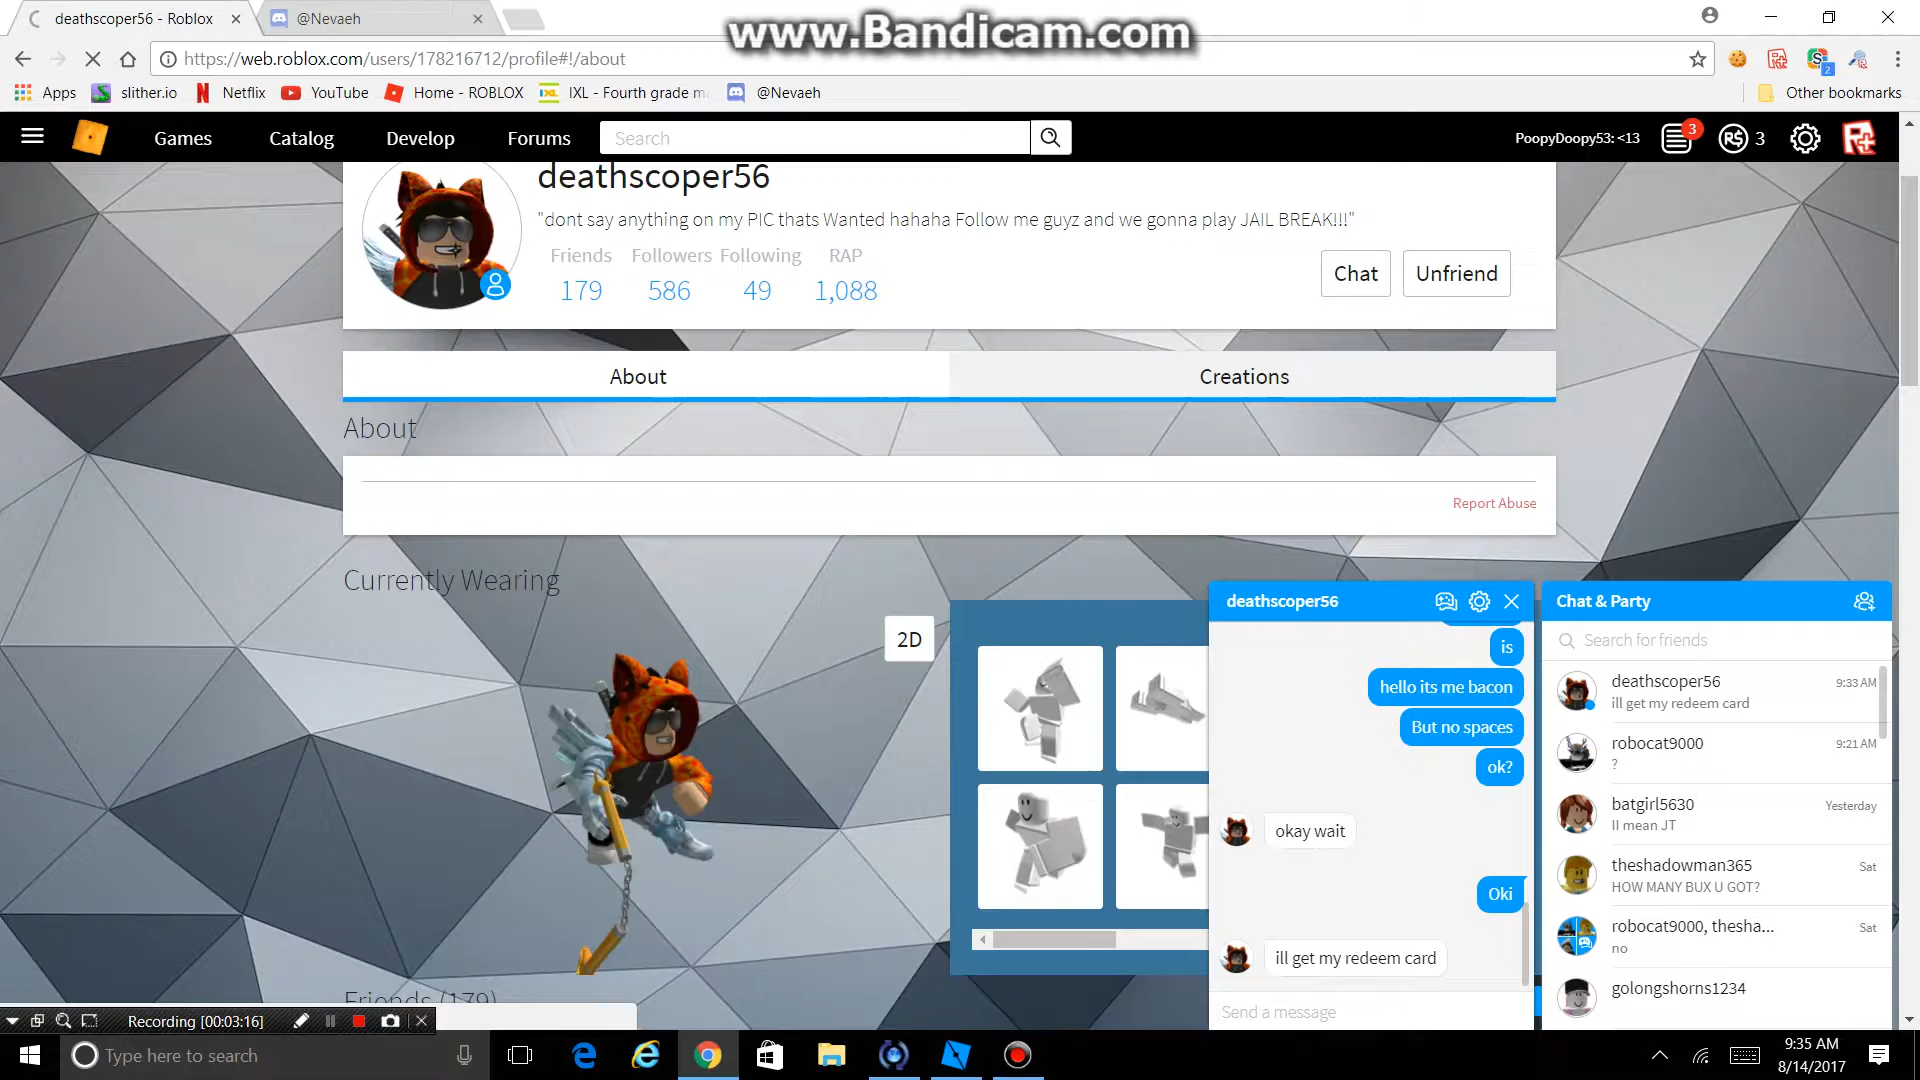 deathscoper56 - Roblox
@Nevaeh
www.Bandicam.com
https://web.roblox.com/users/178216712/profile#!/about
2
Apps
slither.io
Netflix
YouTube
Home - ROBLOX
IXL - Fourth grade m
@Nevaeh
Other bookmarks
Games
Catalog
Develop
Forums
Search
PoopyDoopy53: <13
3
R$
3
R+
deathscoper56
"dont say anything on my PIC thats Wanted hahaha Follow me guyz and we gonna play JAIL BREAK!!!"
Friends Followers Following RAP
179 586 49 1,088
Chat
Unfriend
About
Creations
About
Report Abuse
Currently Wearing
2D
Friends (179)
deathscoper56
is
hello its me bacon
But no spaces
ok?
okay wait
Oki
ill get my redeem card
Send a message
Chat & Party
Search for friends
deathscoper56
9:33 AM
ill get my redeem card
robocat9000
9:21 AM
?
batgirl5630
Yesterday
II mean JT
theshadowman365
Sat
HOW MANY BUX U GOT?
robocat9000, thesha...
Sat
no
golongshorns1234
Recording [00:03:16]
Type here to search
9:35 AM
8/14/2017